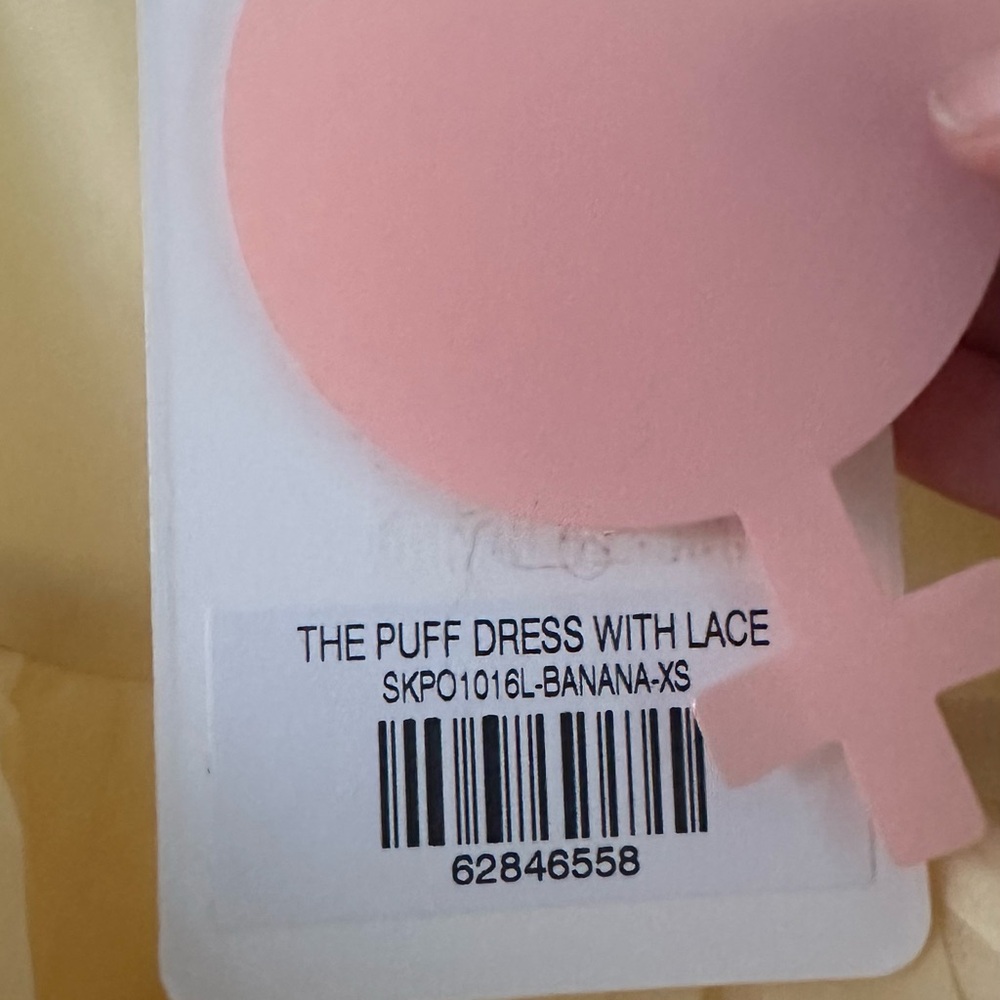 THE PUFF DRESS WITH LACE
SKPO1016L-BANANA-XS
62846558